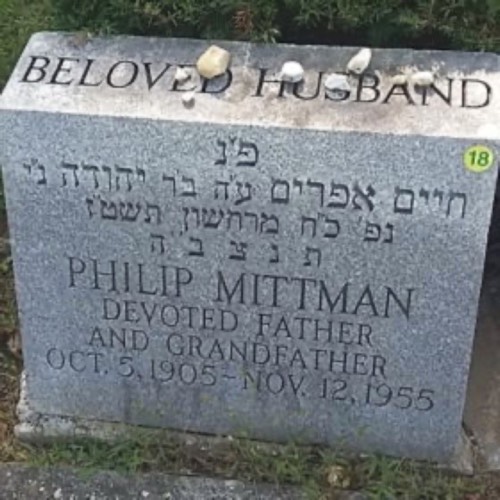 BELOVED HUSBAND
פ״נ
18
חיים אפרים ע״ה ב״ר יהודה נ״י
נפ׳ כ״ח מרחשון תשט״ז
ת נ צ ב ה
PHILIP MITTMAN
DEVOTED FATHER
AND GRANDFATHER
OCT. 5, 1905 – NOV. 12, 1955